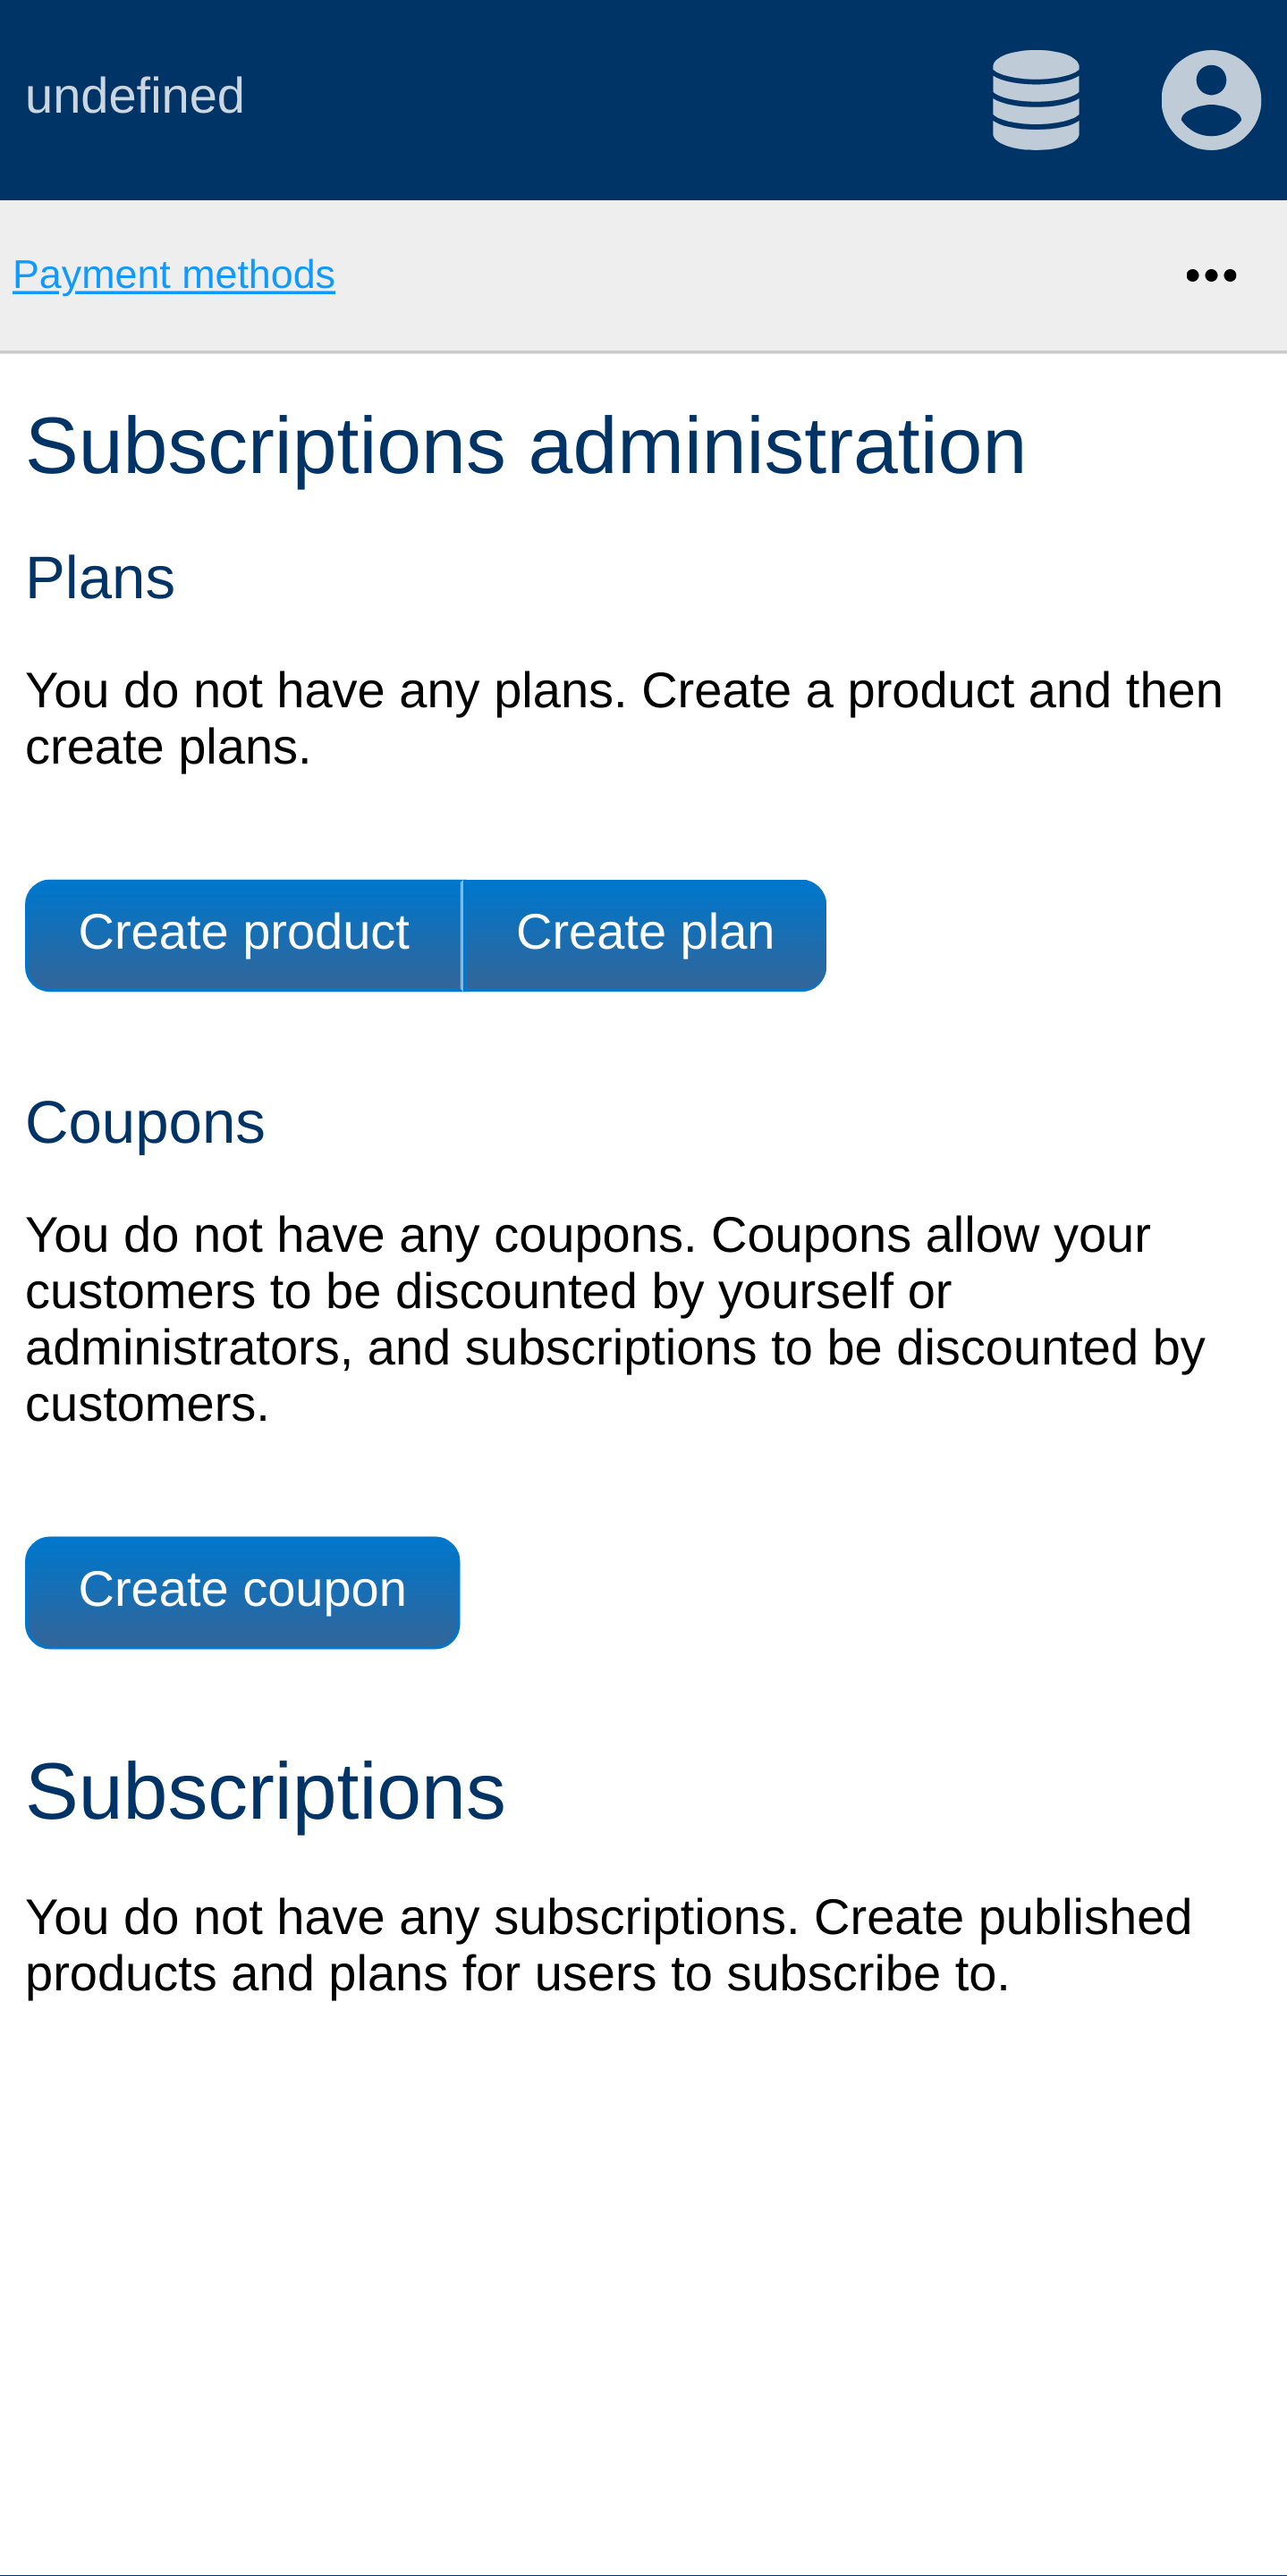 undefined
Payment methods
Subscriptions administration
Plans
You do not have any plans. Create a product and then
create plans.
Create product
Create plan
Coupons
You do not have any coupons. Coupons allow your
customers to be discounted by yourself or
administrators, and subscriptions to be discounted by
customers.
Create coupon
Subscriptions
You do not have any subscriptions. Create published
products and plans for users to subscribe to.